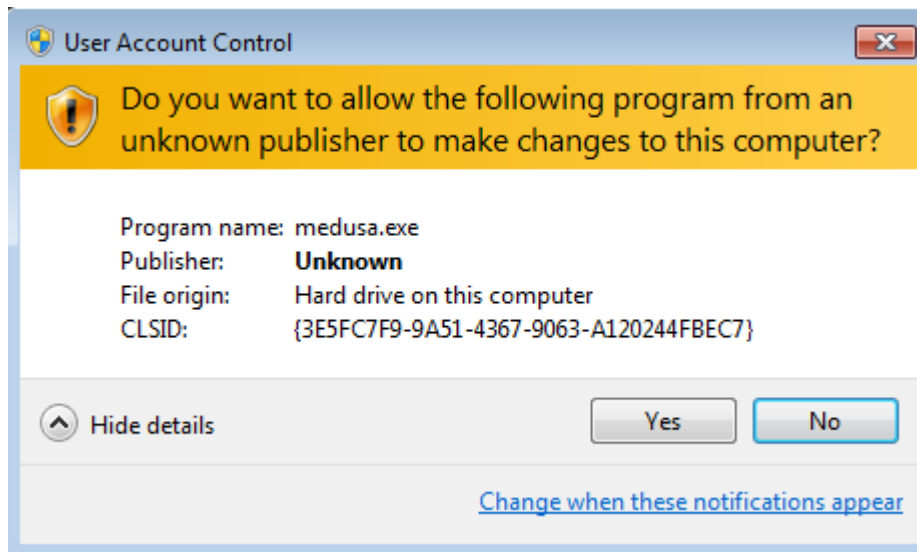 User Account Control
Do you want to allow the following program from an
unknown publisher to make changes to this computer?
Program name: medusa.exe
Publisher: Unknown
File origin: Hard drive on this computer
CLSID: {3E5FC7F9-9A51-4367-9063-A120244FBEC7}
Hide details
Yes
No
Change when these notifications appear